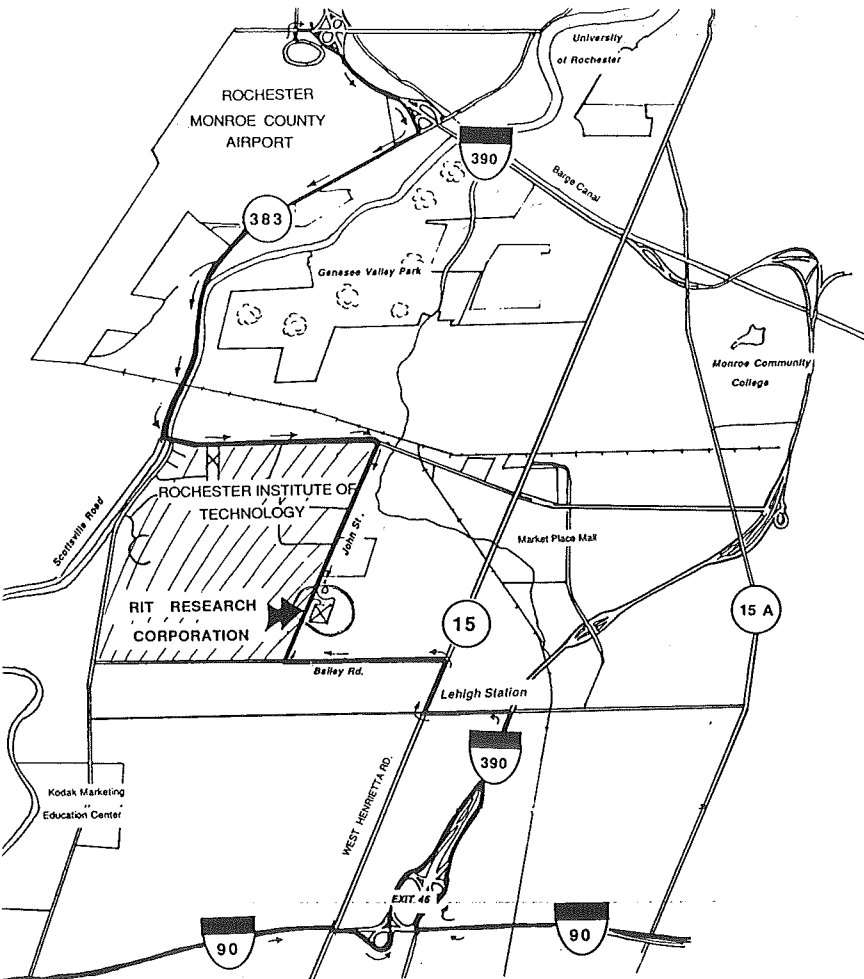 University
of Rochester
ROCHESTER
MONROE COUNTY
AIRPORT
390
Barge Canal
383
Genesee Valley Park
Monroe Community
College
ROCHESTER INSTITUTE OF
TECHNOLOGY
Scottsville Road
John St.
Market Place Mall
RIT RESEARCH
CORPORATION
15
15 A
Bailey Rd.
Lehigh Station
390
Kodak Marketing
Education Center
WEST HENRIETTA RD.
EXIT 46
90
90